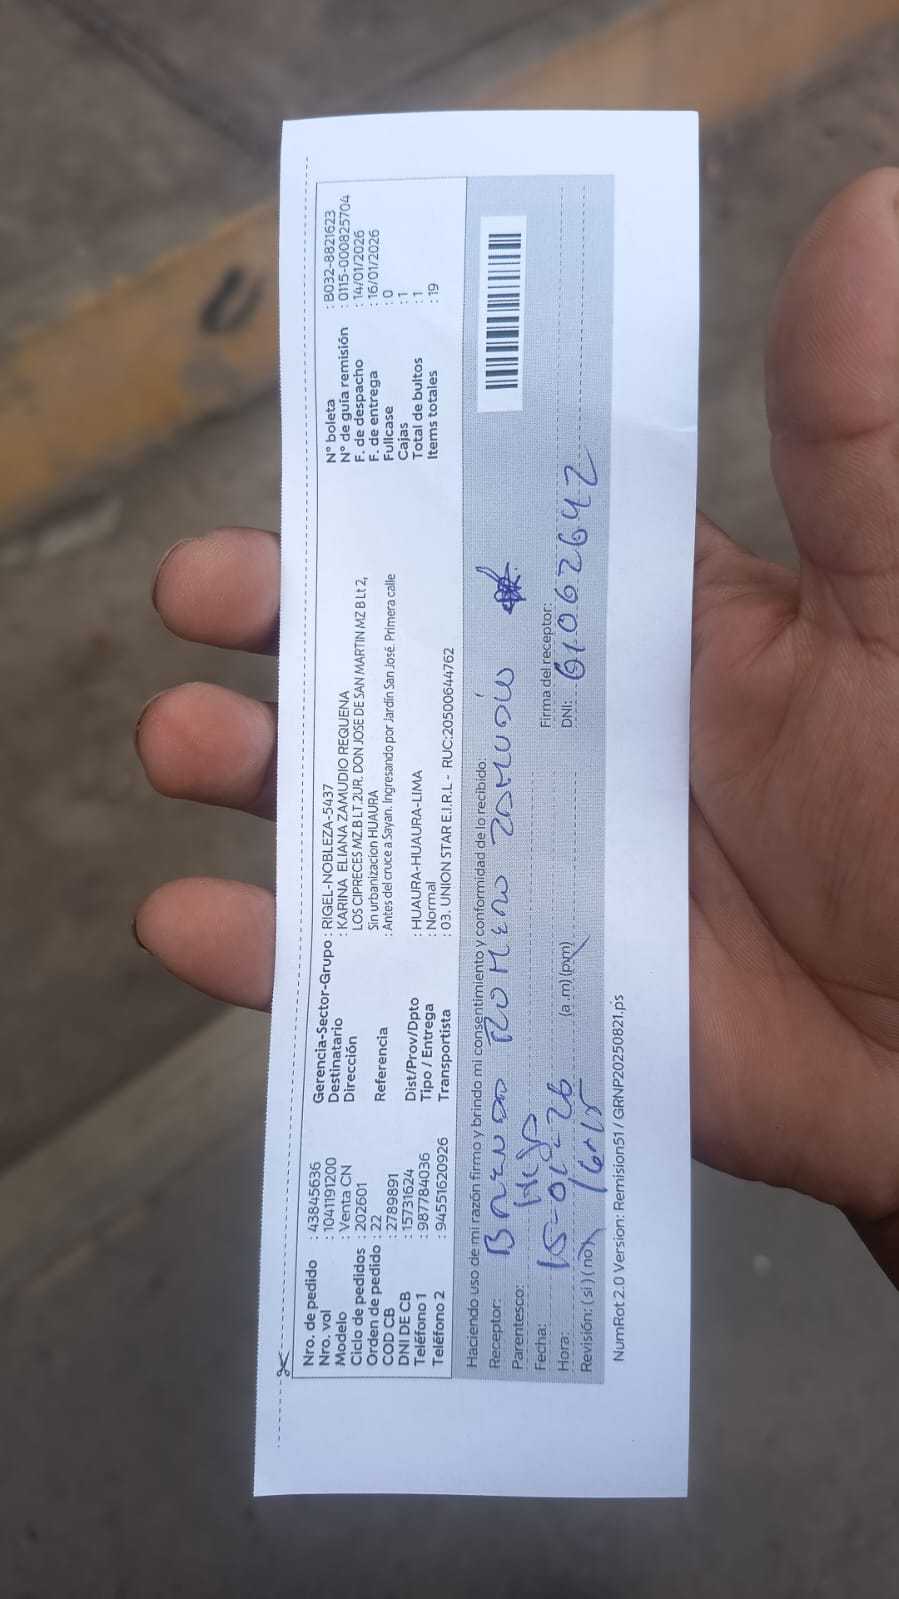 Nro. de pedido : 43845636
Nro. vol : 1041191200
Modelo : Venta CN
Ciclo de pedidos : 202601
Orden de pedido : 22
COD CB : 2789891
DNI DE CB : 15731624
Teléfono 1 : 987784036
Teléfono 2 : 945516209​26
Gerencia-Sector-Grupo : RIGEL-NOBLEZA-5437
Destinatario : KARINA ELIANA ZAMUDIO REQUENA
Dirección LOS CIPRECES MZ.B LT.2UR. DON JOSE DE SAN MARTIN MZ B Lt 2,
Sin urbanizacion HUAURA
Referencia : Antes del cruce a Sayan. Ingresando por Jardín San José. Primera calle
Dist/Prov/Dpto : HUAURA-HUAURA-LIMA
Tipo / Entrega : Normal
Transportista : 03. UNION STAR E.I.R.L - RUC:20500644762
Nº boleta : B032-8821623
Nº de guía remisión : 0115-000825704
F. de despacho : 14/01/2026
F. de entrega : 16/01/2026
Fullcase : 0
Cajas : 1
Total de bultos : 1
Items totales : 19
Haciendo uso de mi razón firmo y brindo mi consentimiento y conformidad de lo recibido:
Receptor: BRENDA ROMERO ZAMUDIO
Parentesco: HIJA
Fecha: 15-01-26
Hora: 16:15 (a .m) (p.m)
Revisión: (si) (no)
Firma del receptor:
DNI: 61062642
NumRot 2.0 Version: Remision51 / GRNP20250821.ps